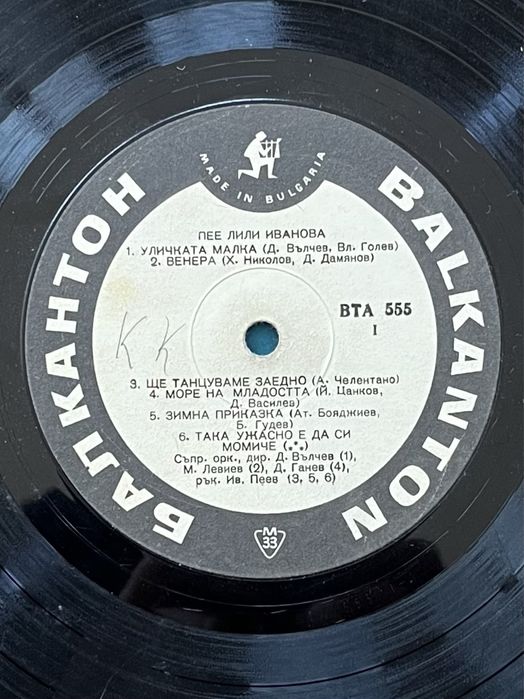 MADE IN BULGARIA
БАЛКАНТОН
BALKANTON
ПЕЕ ЛИЛИ ИВАНОВА
1. УЛИЧКАТА МАЛКА (Д. Вълчев, Вл. Голев)
2. ВЕНЕРА (Х. Николов, Д. Дамянов)
ВТА 555
I
К К
3. ЩЕ ТАНЦУВАМЕ ЗАЕДНО (А. Челентано)
4. МОРЕ НА МЛАДОСТТА (Й. Цанков,
Д. Василев)
5. ЗИМНА ПРИКАЗКА (Ат. Бояджиев,
Б. Гудев)
6. ТАКА УЖАСНО Е ДА СИ
МОМИЧЕ (***)
Съпр. орк., дир. Д. Вълчев (1),
М. Левиев (2), Д. Ганев (4),
рък. Ив. Пеев (3, 5, 6)
M
33